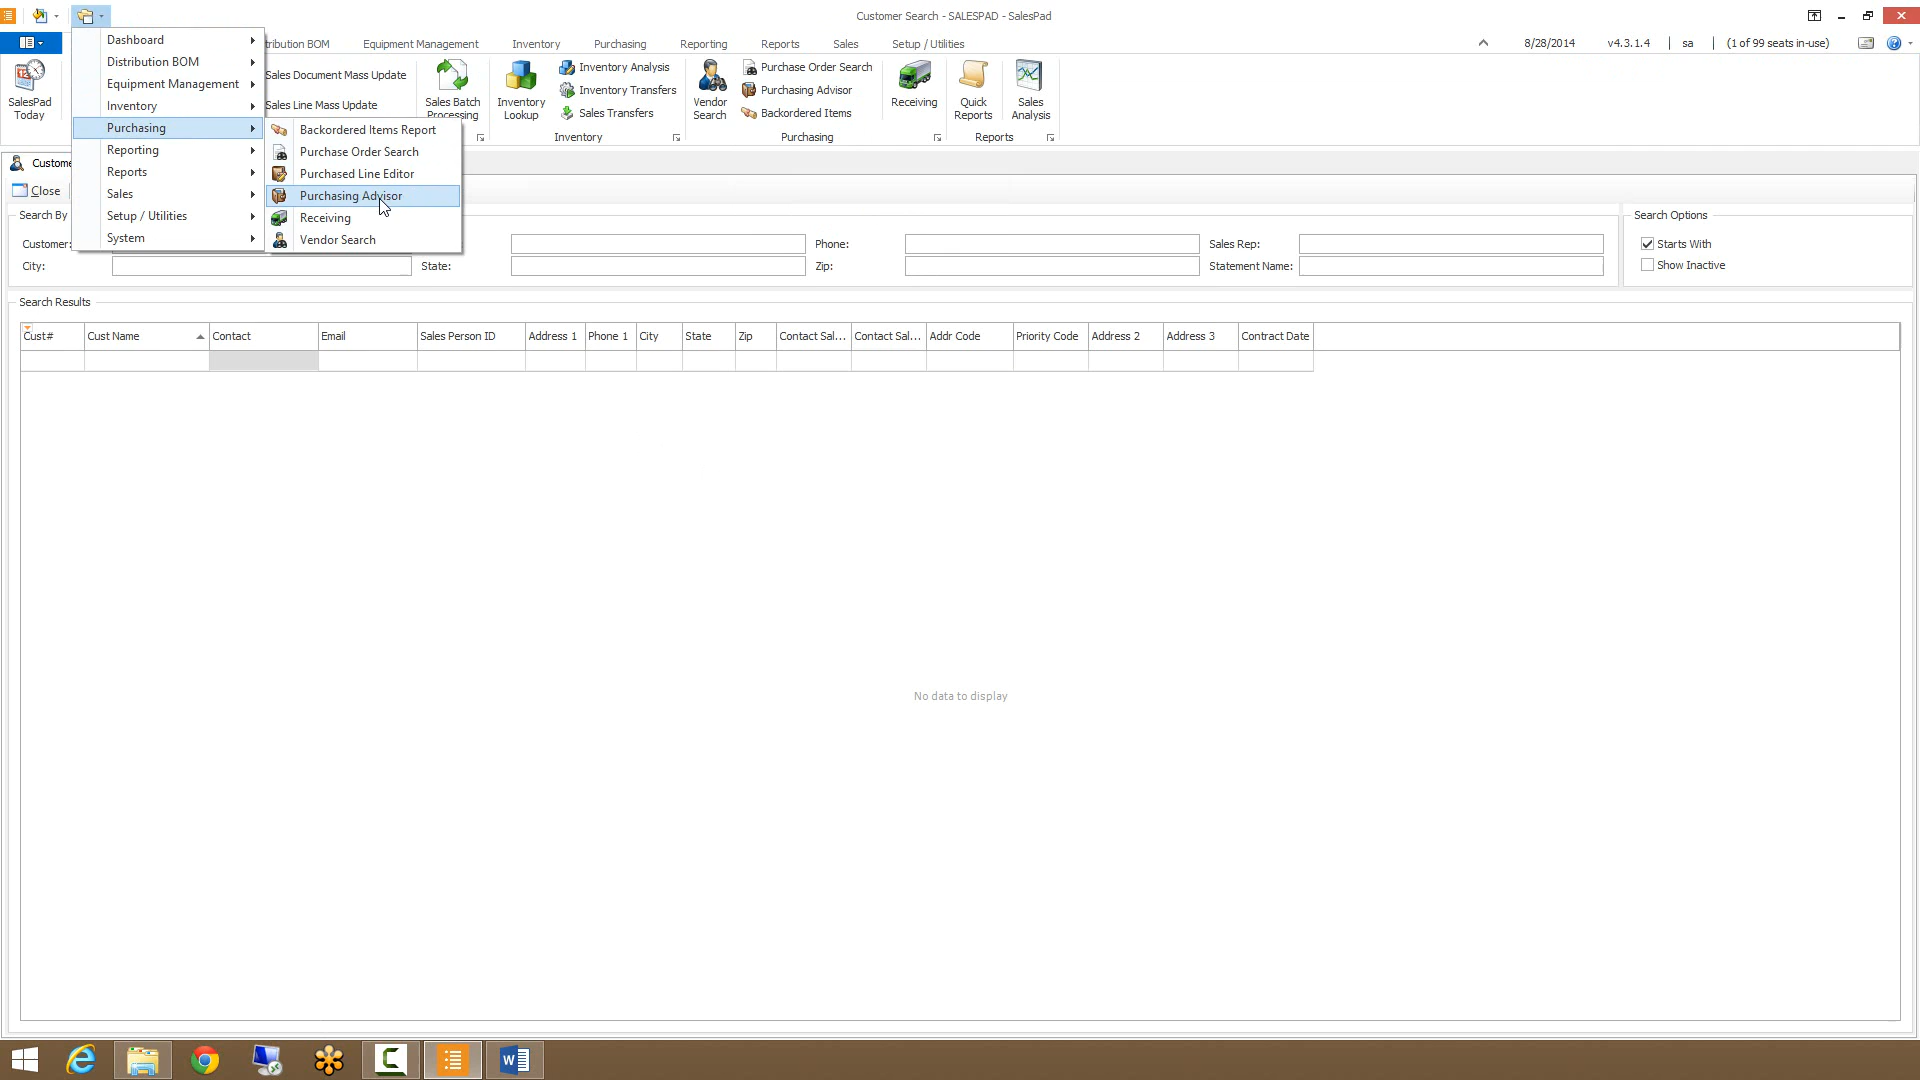 Customer Search - SALESPAD - SalesPad
Dashboard
Distribution BOM
Equipment Management
Inventory
Purchasing
Reporting
Reports
Sales
Setup / Utilities
System
Backordered Items Report
Purchase Order Search
Purchased Line Editor
Purchasing Advisor
Receiving
Vendor Search
tribution BOM Equipment Management Inventory Purchasing Reporting Reports Sales Setup / Utilities
8/28/2014 v4.3.1.4 | sa | (1 of 99 seats in-use)
12
SalesPad
Today
Sales Document Mass Update
Sales Line Mass Update
Sales Batch
Processing
Inventory
Lookup
Inventory Analysis
Inventory Transfers
Sales Transfers
Inventory
Vendor
Search
Purchase Order Search
Purchasing Advisor
Backordered Items
Purchasing
Receiving
Quick
Reports
Sales
Analysis
Reports
Custome
Close
Search By
Customer: Phone: Sales Rep:
City: State: Zip: Statement Name:
Search Options
Starts With
Show Inactive
Search Results
Cust# Cust Name Contact Email Sales Person ID Address 1 Phone 1 City State Zip Contact Sal... Contact Sal... Addr Code Priority Code Address 2 Address 3 Contract Date
No data to display